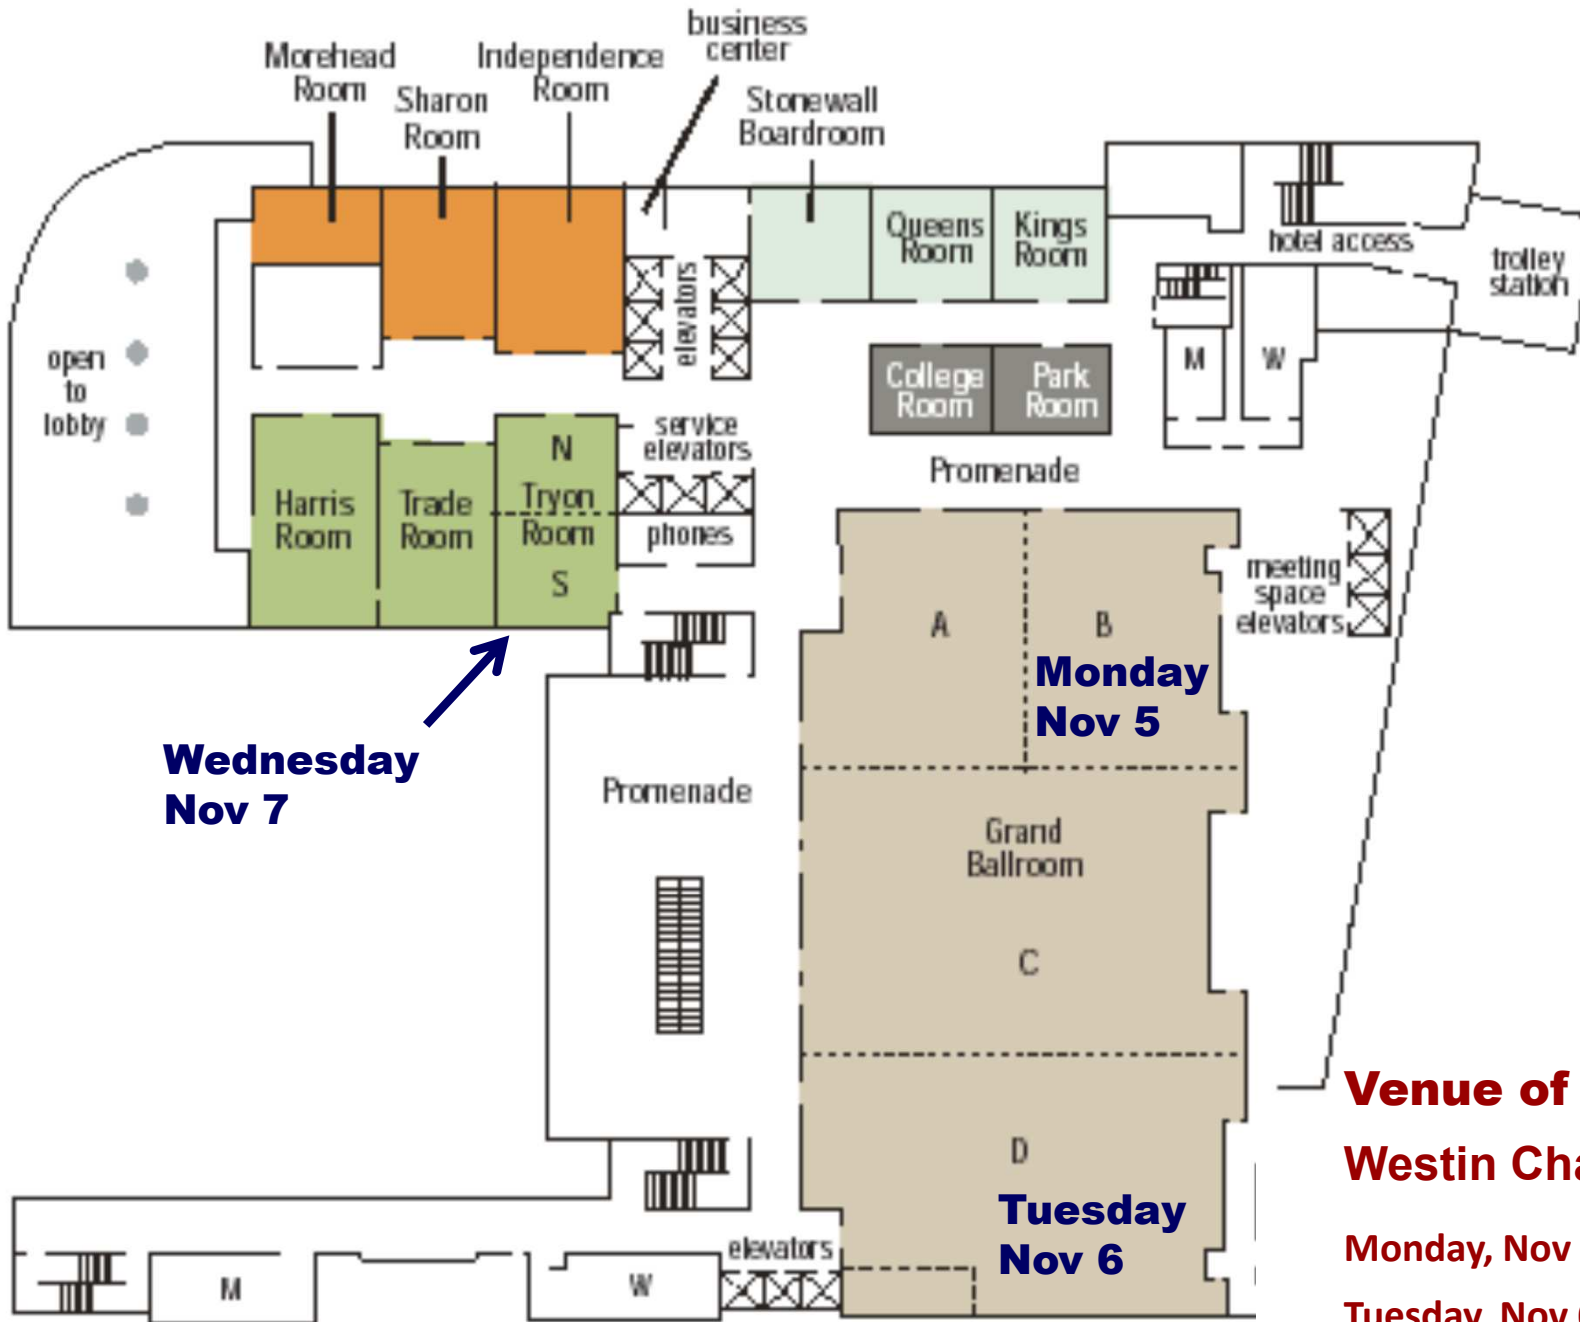 business
center
Morehead
Room
Independence
Room
Sharon
Room
Stonewall
Boardroom
Queens
Room
Kings
Room
hotel access
trolley
station
elevators
open
to
lobby
M
W
College
Room
Park
Room
service
elevators
N
Promenade
Harris
Room
Trade
Room
Tryon
Room
phones
S
meeting
space
elevators
A
B
Monday
Nov 5
Wednesday
Nov 7
Promenade
Grand
Ballroom
C
D
Tuesday
Nov 6
elevators
M
W
Venue of
Westin Cha
Monday, Nov
Tuesday, Nov